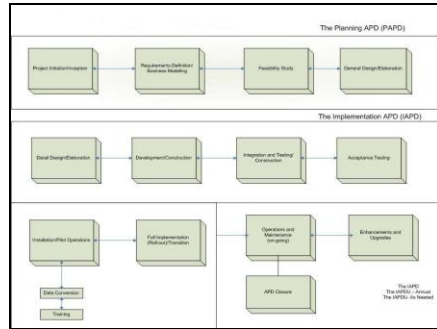 The Planning APD (PAPD)
Project Initiation/Inception
Requirements Definition/
Business Modeling
Feasibility Study
General Design/Elaboration
The Implementation APD (IAPD)
Detail Design/Elaboration
Development/Construction
Integration and Testing/
Construction
Acceptance Testing
Installation/Pilot Operations
Full Implementation
(Rollout)/Transition
Operations and
Maintenance
(on-going)
Enhancements and
Upgrades
Data Convention
Training
APD Closure
The IAPD
The IAPDU – Annual
The IAPDU- As Needed